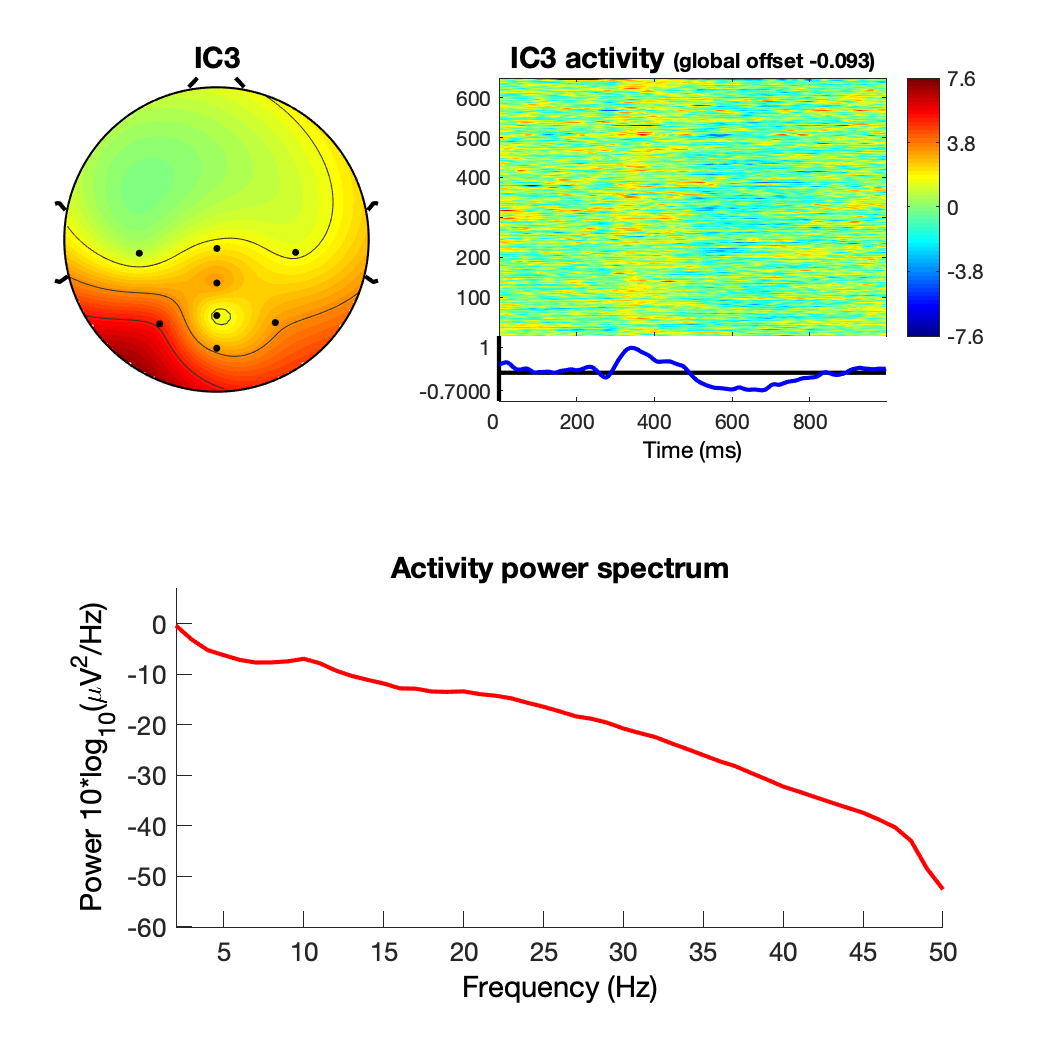 IC3
IC3 activity (global offset -0.093)
600
500
400
300
200
100
7.6
3.8
0
-3.8
-7.6
1
-0.7000
0 200 400 600 800
Time (ms)
Activity power spectrum
Power 10*log10(μV2/Hz)
0
-10
-20
-30
-40
-50
-60
5 10 15 20 25 30 35 40 45 50
Frequency (Hz)